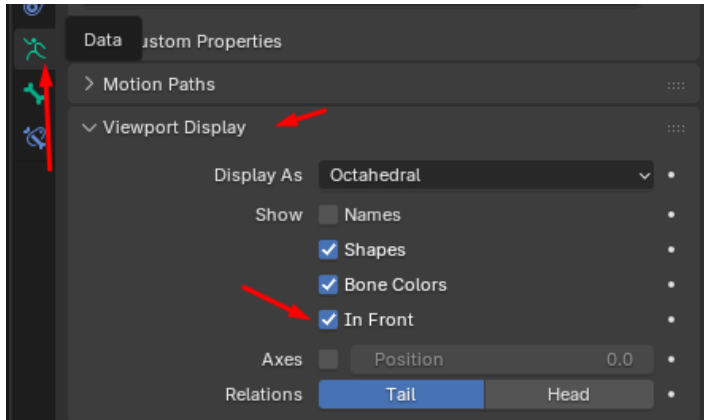 Data
ustom Properties
Motion Paths
Viewport Display
Display As Octahedral
Show Names
Shapes
Bone Colors
In Front
Axes Position 0.0
Relations Tail Head